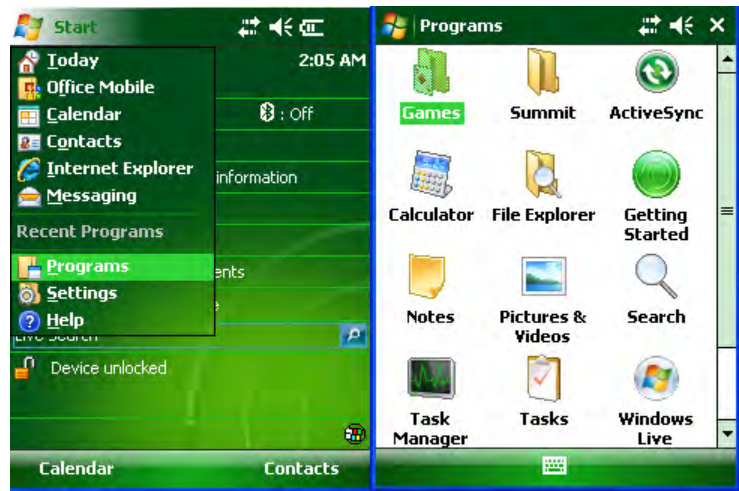 Start
Today
2:05 AM
Office Mobile
Calendar
: Off
Contacts
Internet Explorer
information
Messaging
Recent Programs
Programs
ents
Settings
Help
Live Search
Device unlocked
Calendar
Contacts
Programs
Games
Summit
ActiveSync
Calculator
File Explorer
Getting
Started
Notes
Pictures &
Videos
Search
Task
Manager
Tasks
Windows
Live